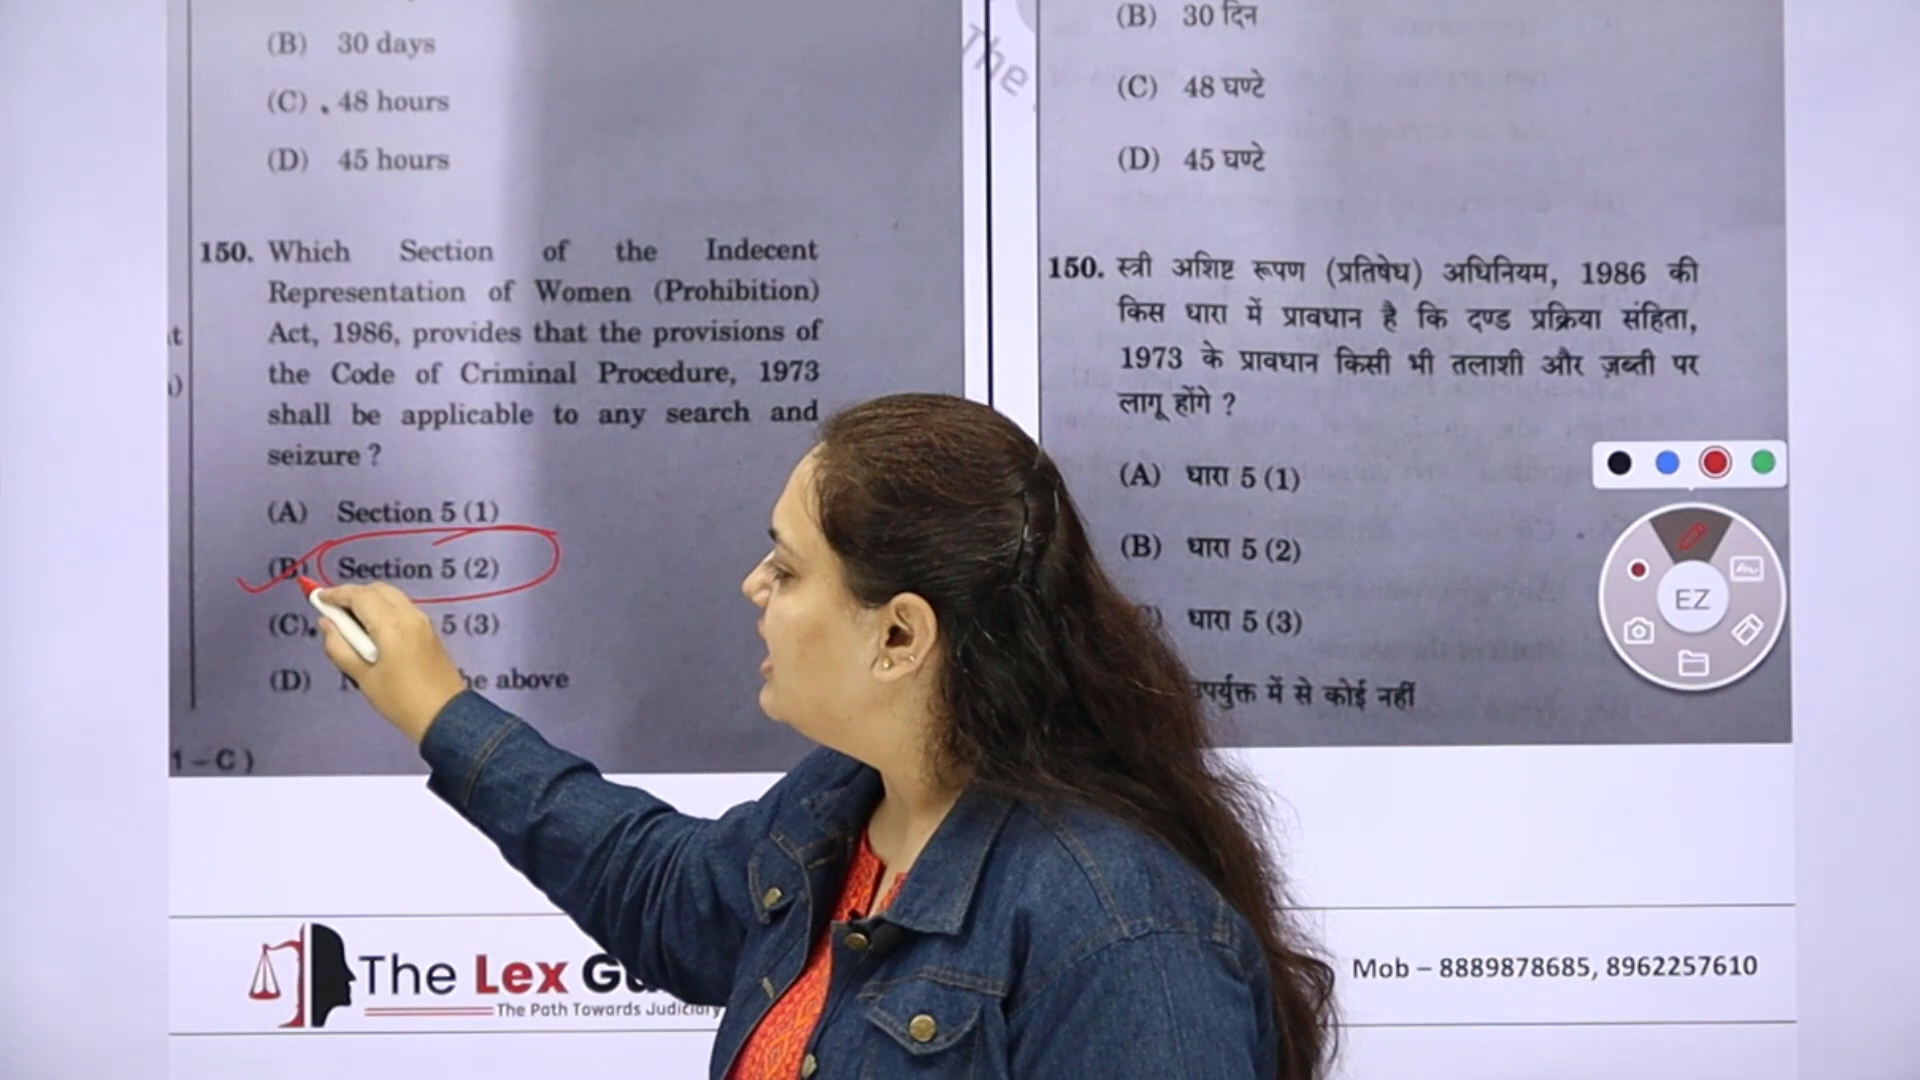 (B) 30 days
(C) 48 hours
(D) 45 hours
150. Which Section of the Indecent
Representation of Women (Prohibition)
Act, 1986, provides that the provisions of
the Code of Criminal Procedure, 1973
shall be applicable to any search and
seizure ?
(A) Section 5 (1)
(B) Section 5 (2)
(C) 5 (3)
(D) above
1 – C )
The
(B) 30 दिन
(C) 48 घण्टे
(D) 45 घण्टे
150. स्त्री अशिष्ट रूपण (प्रतिषेध) अधिनियम, 1986 की
किस धारा में प्रावधान है कि दण्ड प्रक्रिया संहिता,
1973 के प्रावधान किसी भी तलाशी और ज़ब्ती पर
लागू होंगे ?
(A) धारा 5 (1)
(B) धारा 5 (2)
धारा 5 (3)
में से कोई नहीं
EZ
The Lex
The Path Towards Judiciary
Mob – 8889878685, 8962257610